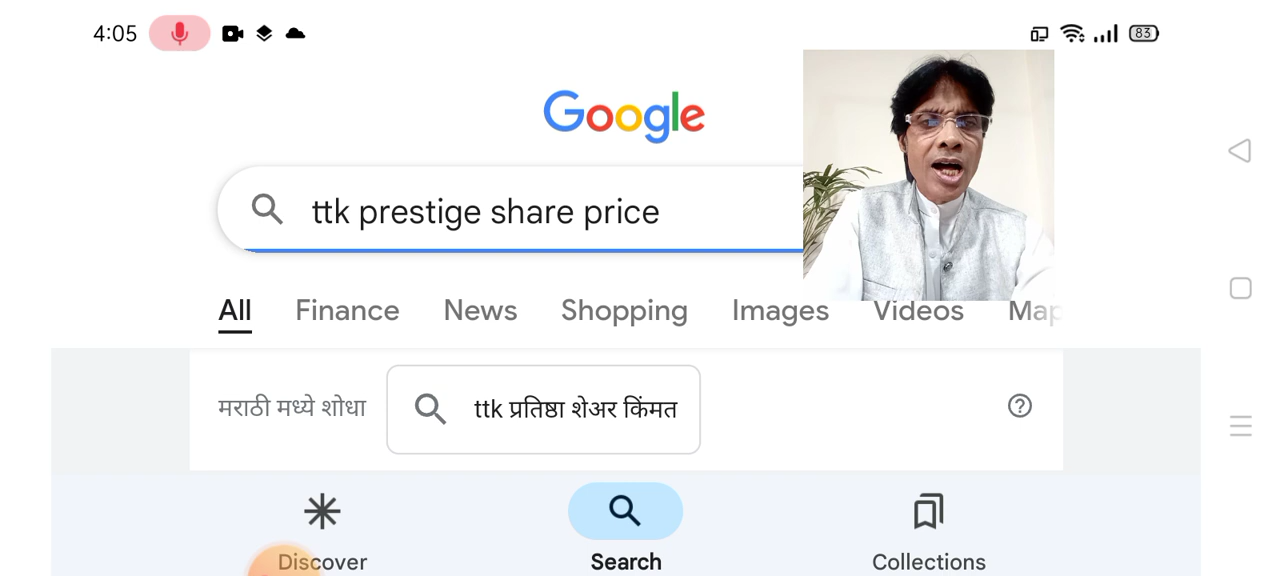 4:05
83
Google
ttk prestige share price
All Finance News Shopping Images Videos Map
मराठी मध्ये शोधा ttk प्रतिष्ठा शेअर किंमत
Discover Search Collections